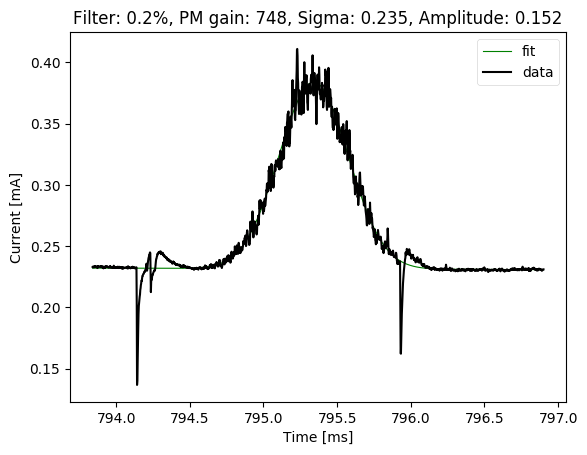 Filter: 0.2%, PM gain: 748, Sigma: 0.235, Amplitude: 0.152
fit
data
0.40
0.35
0.30
0.25
0.20
0.15
Current [mA]
794.0 794.5 795.0 795.5 796.0 796.5 797.0
Time [ms]